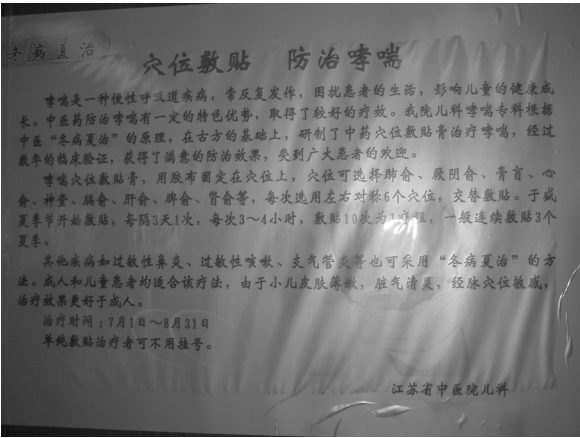 冬病夏治
穴位敷贴 防治哮喘
哮喘是一种慢性呼吸道疾病，常反复发作，困扰患者的生活，影响儿童的健康成
长。中医药防治哮喘有一定的特色优势，取得了较好的疗效。我院儿科哮喘专科根据
中医“冬病夏治”的原理，在古方的基础上，研制了中药穴位敷贴膏治疗哮喘，经过
数年的临床验证，获得了满意的防治效果，受到广大患者的欢迎。
哮喘穴位敷贴膏，用胶布固定在穴位上，穴位可选择肺俞、厥阴俞、膏肓、心
俞、神堂、膈俞、肝俞、脾俞、肾俞等，每次选用左右对称6个穴位，交替敷贴。于盛
夏季节开始敷贴，每隔3天1次，每次3～4小时，敷贴10次为1疗程，一般连续敷贴3个
夏季。
其他疾病如过敏性鼻炎、过敏性咳嗽、支气管炎等也可采用“冬病夏治”的方
法。成人和儿童患者均适合该疗法，由于小儿皮肤薄嫩，脏气清灵，经脉穴位敏感，
治疗效果更好于成人。
治疗时间：7月1日～8月31日
单纯敷贴治疗者可不用挂号。
江苏省中医院儿科